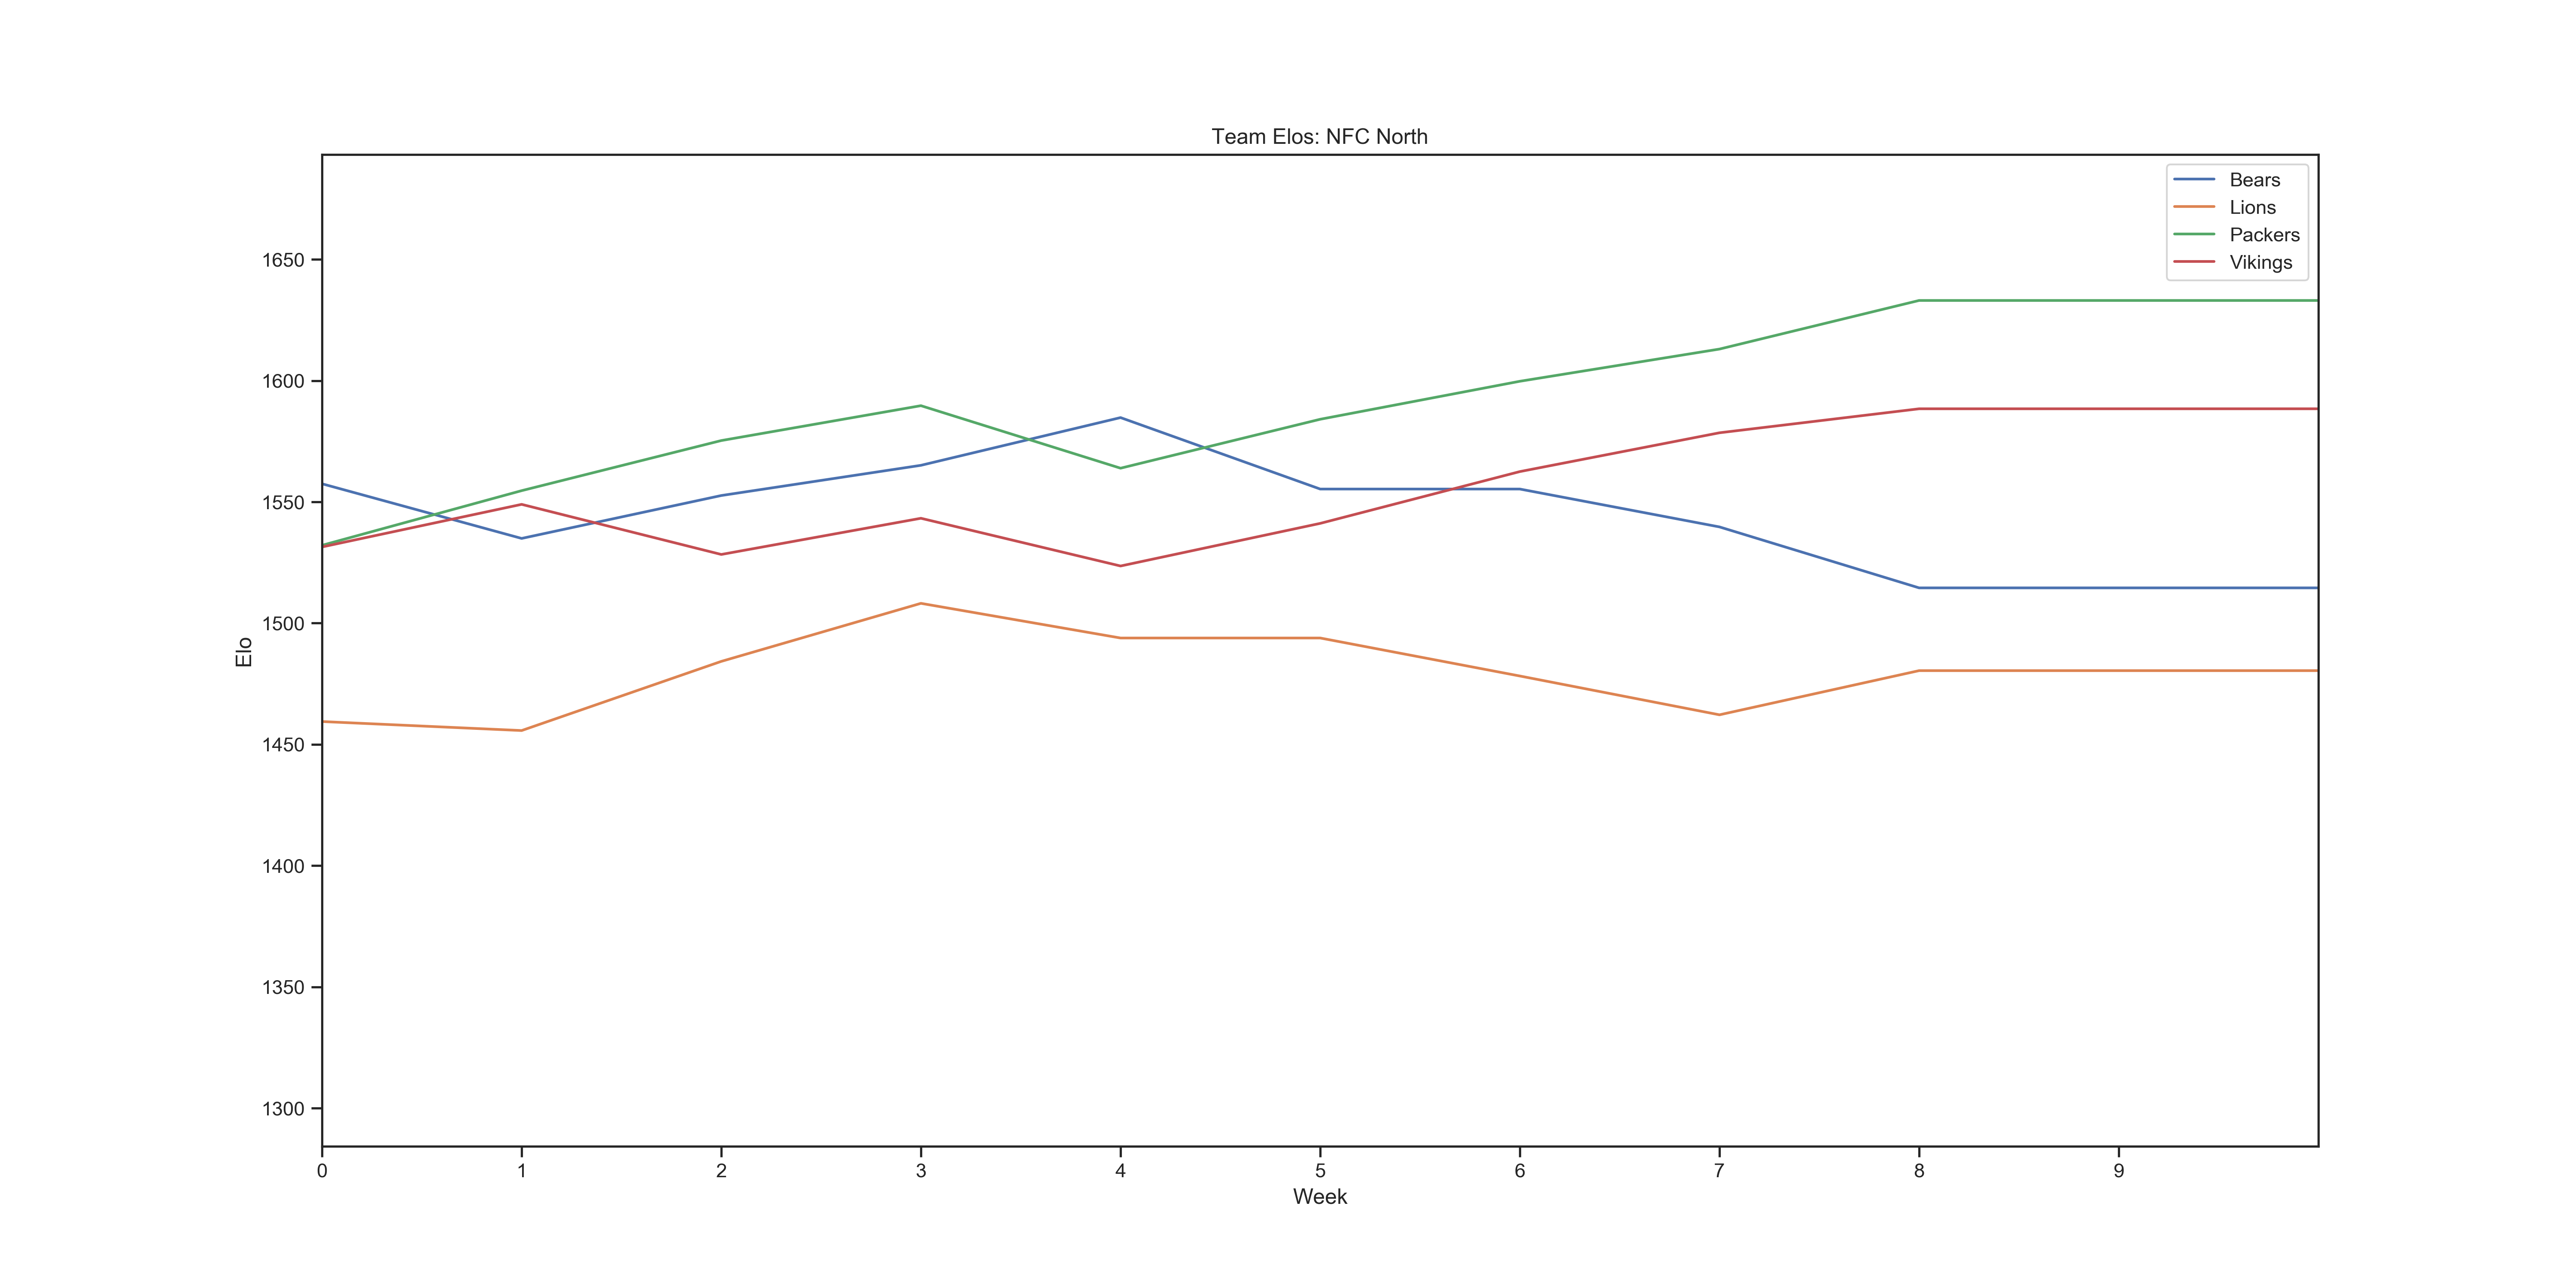 Team Elos: NFC North
Bears
Lions
Packers
Vikings
1650
1600
1550
1500
1450
1400
1350
1300
Elo
0 1 2 3 4 5 6 7 8 9
Week